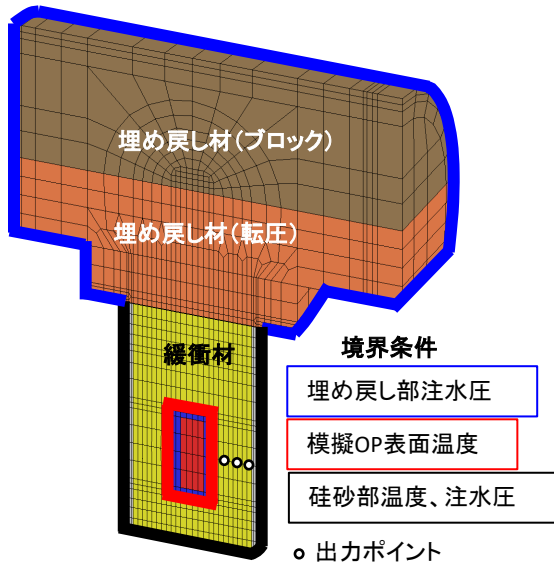 埋め戻し材(ブロック)
埋め戻し材(転圧)
緩衝材
境界条件
埋め戻し部注水圧
模擬OP表面温度
硅砂部温度、注水圧
出力ポイント